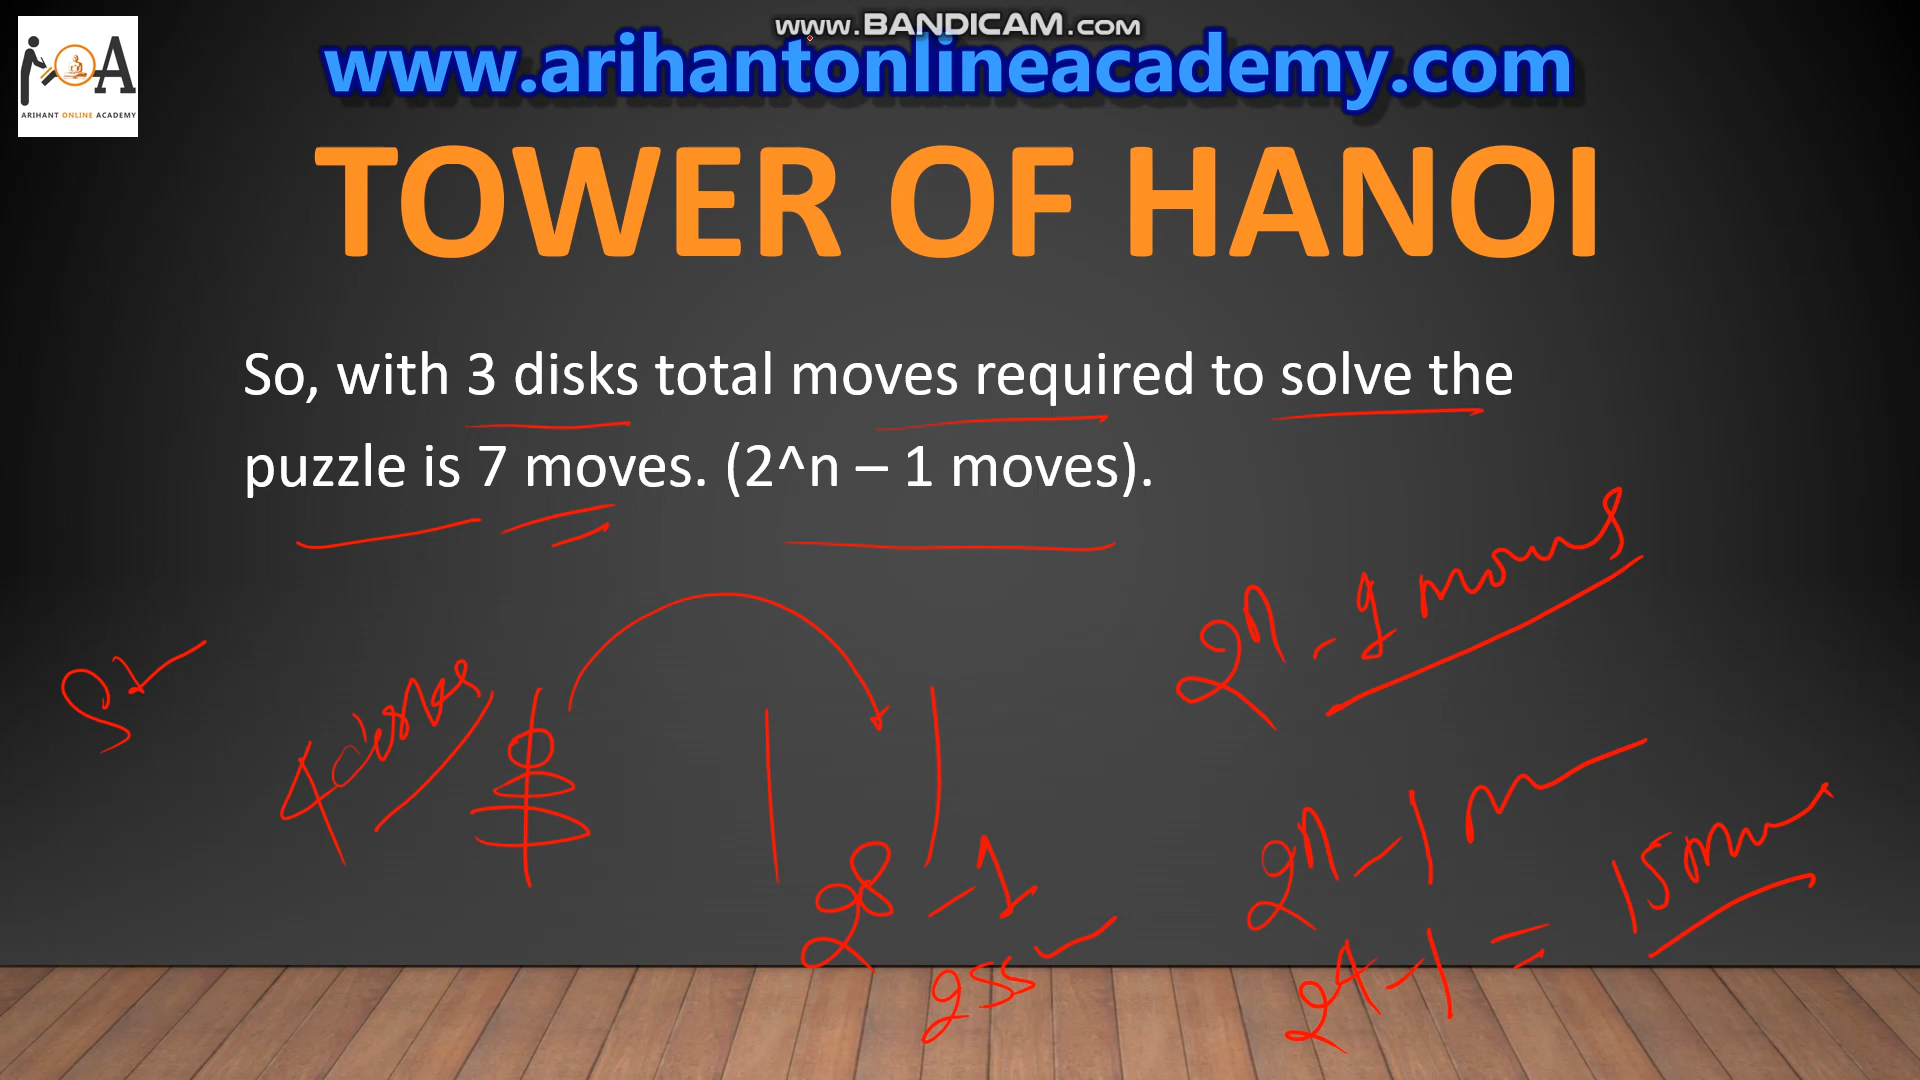 www.BANDICAM.com
www.arihantonlineacademy.com
OA
ARIHANT ONLINE ACADEMY
TOWER OF HANOI
So, with 3 disks total moves required to solve the
puzzle is 7 moves. (2^n – 1 moves).
2^n - 1 moves
4 disks
2^n - 1 m
2^8 - 1
15 m
255
2^4 - 1 =